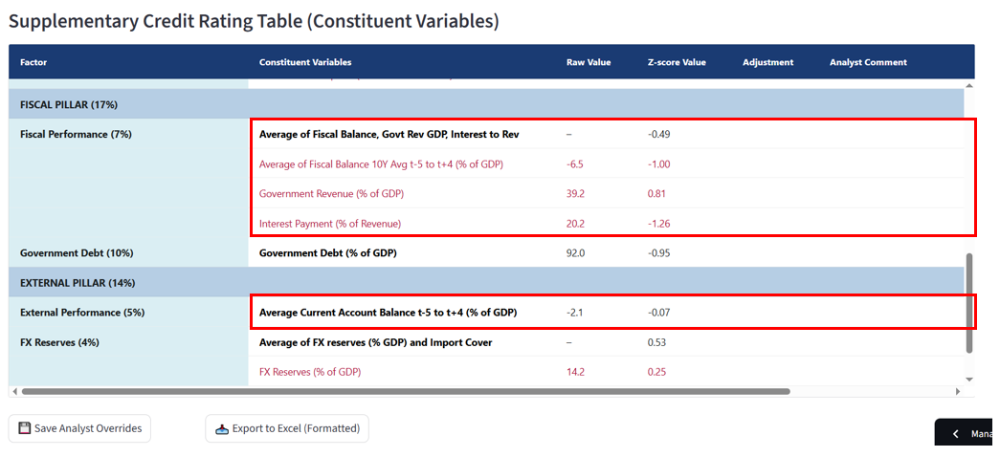 Supplementary Credit Rating Table (Constituent Variables)
Factor Constituent Variables Raw Value Z-score Value Adjustment Analyst Comment
FISCAL PILLAR (17%)
Fiscal Performance (7%) Average of Fiscal Balance, Govt Rev GDP, Interest to Rev – -0.49
Average of Fiscal Balance 10Y Avg t-5 to t+4 (% of GDP) -6.5 -1.00
Government Revenue (% of GDP) 39.2 0.81
Interest Payment (% of Revenue) 20.2 -1.26
Government Debt (10%) Government Debt (% of GDP) 92.0 -0.95
EXTERNAL PILLAR (14%)
External Performance (5%) Average Current Account Balance t-5 to t+4 (% of GDP) -2.1 -0.07
FX Reserves (4%) Average of FX reserves (% GDP) and Import Cover – 0.53
FX Reserves (% of GDP) 14.2 0.25
Save Analyst Overrides Export to Excel (Formatted)